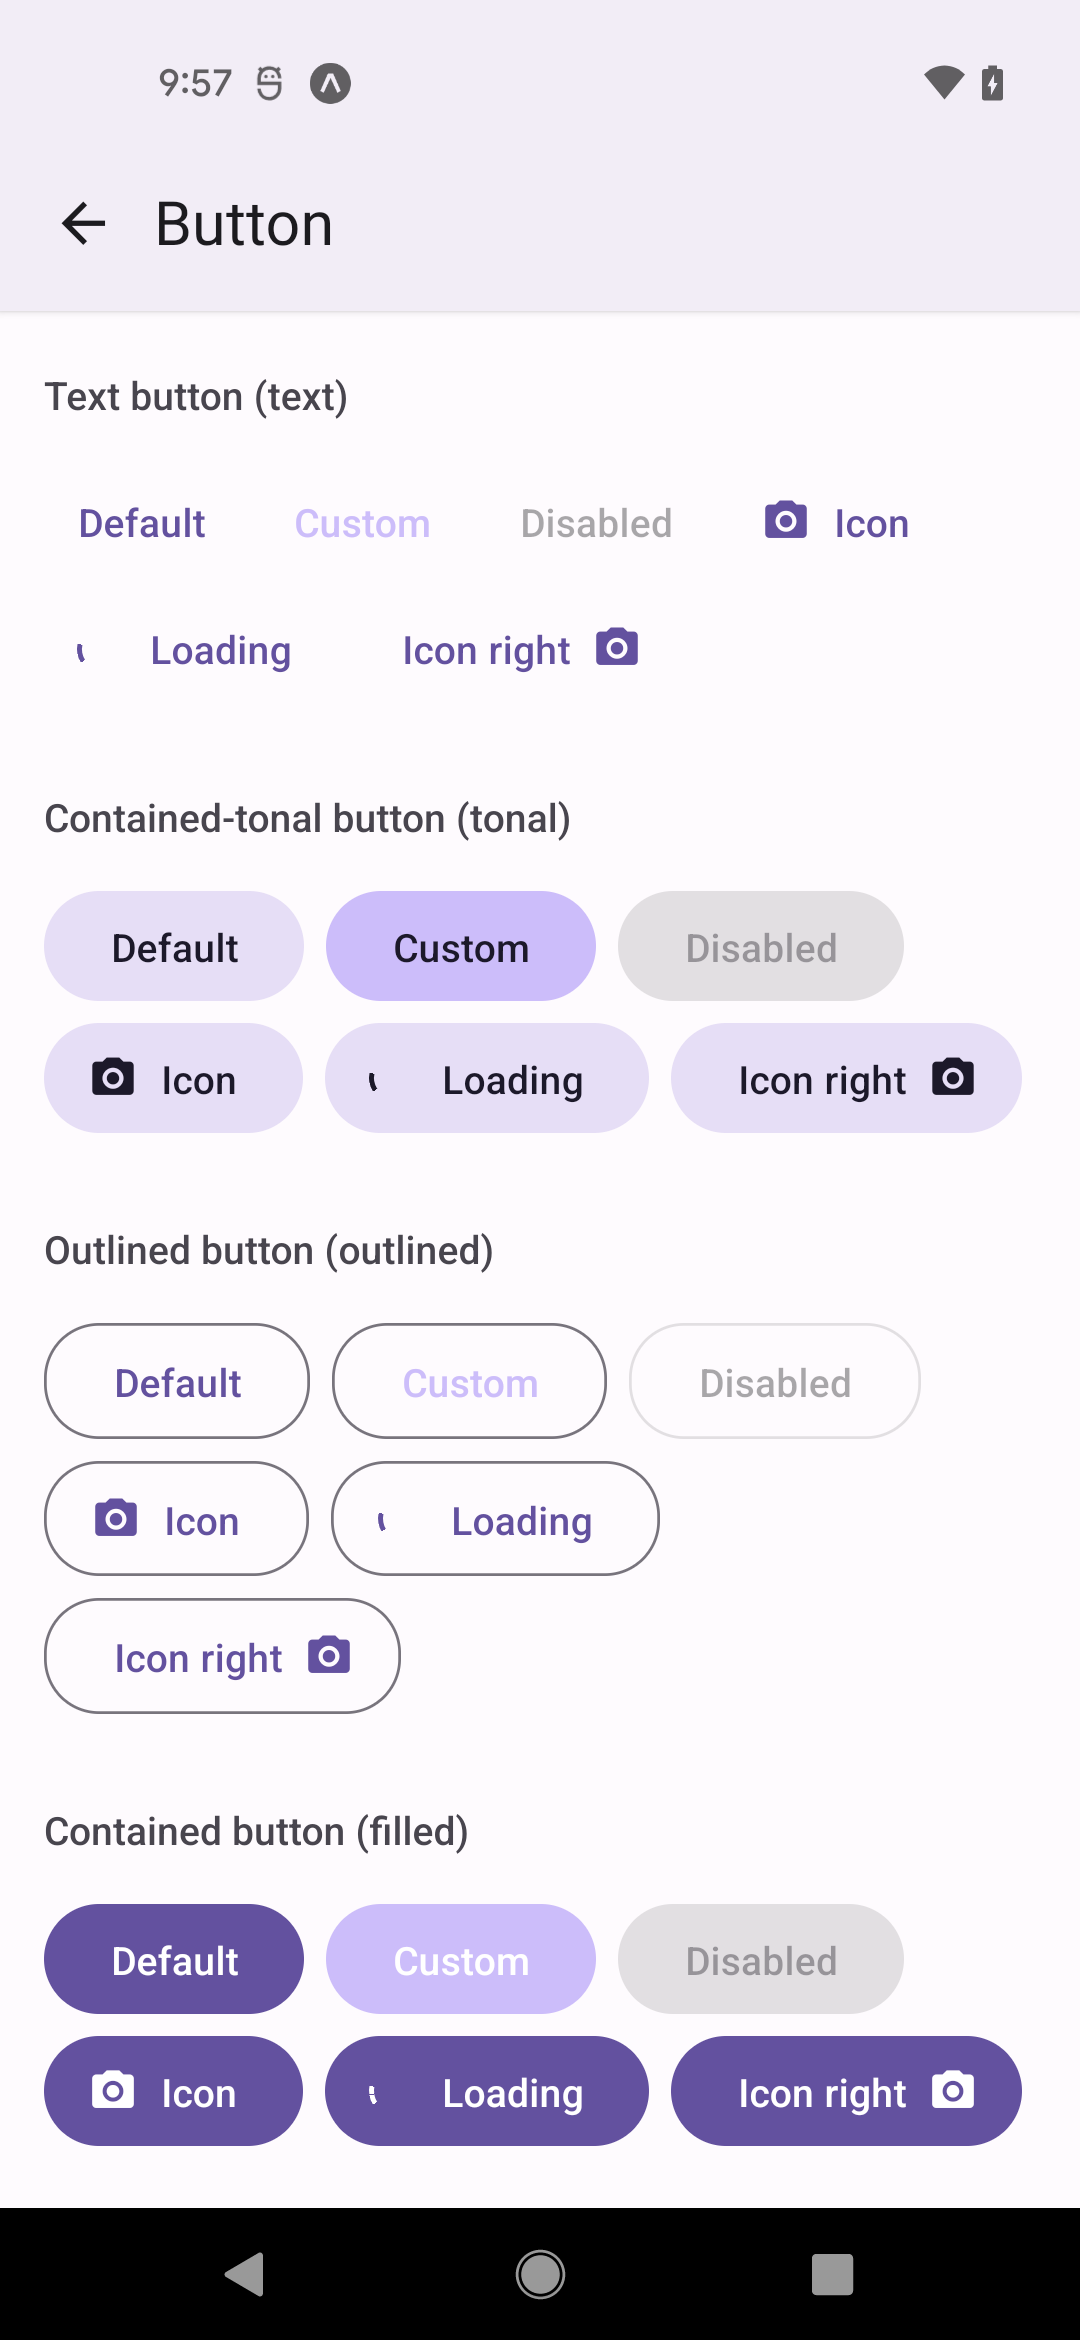 9:57
Button
Text button (text)
Default Custom Disabled Icon
Loading Icon right
Contained-tonal button (tonal)
Default Custom Disabled
Icon Loading Icon right
Outlined button (outlined)
Default Custom Disabled
Icon Loading
Icon right
Contained button (filled)
Default Custom Disabled
Icon Loading Icon right